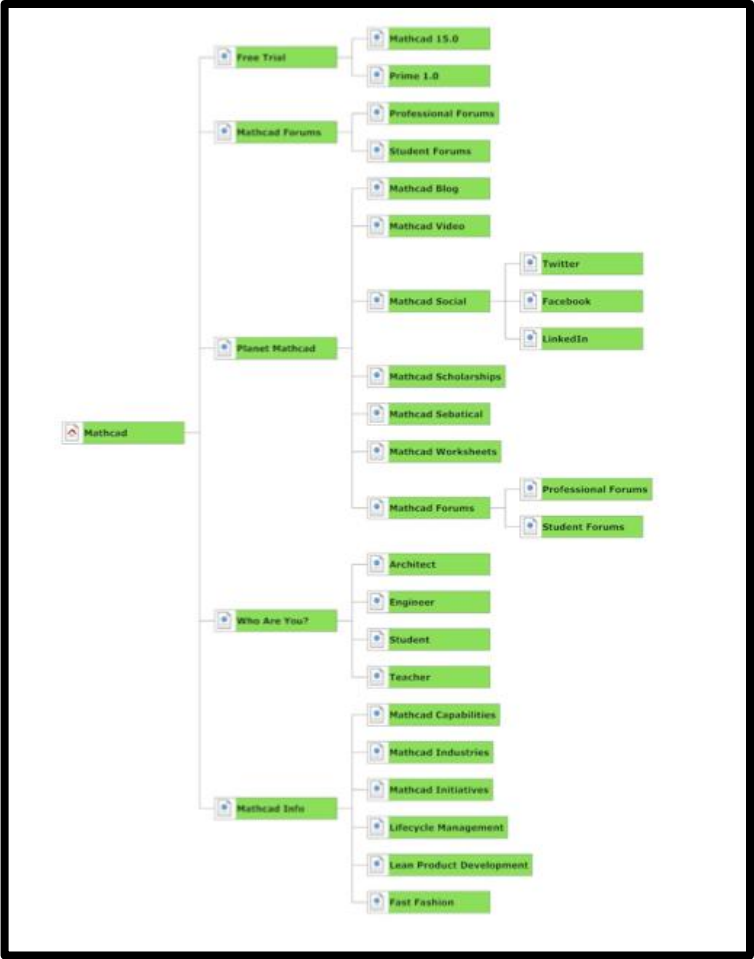 Mathcad
Free Trial
Mathcad 15.0
Prime 1.0
Mathcad Forums
Professional Forums
Student Forums
Planet Mathcad
Mathcad Blog
Mathcad Video
Mathcad Social
Twitter
Facebook
LinkedIn
Mathcad Scholarships
Mathcad Sebatical
Mathcad Worksheets
Mathcad Forums
Professional Forums
Student Forums
Who Are You?
Architect
Engineer
Student
Teacher
Mathcad Info
Mathcad Capabilities
Mathcad Industries
Mathcad Initiatives
Lifecycle Management
Lean Product Development
Fast Fashion